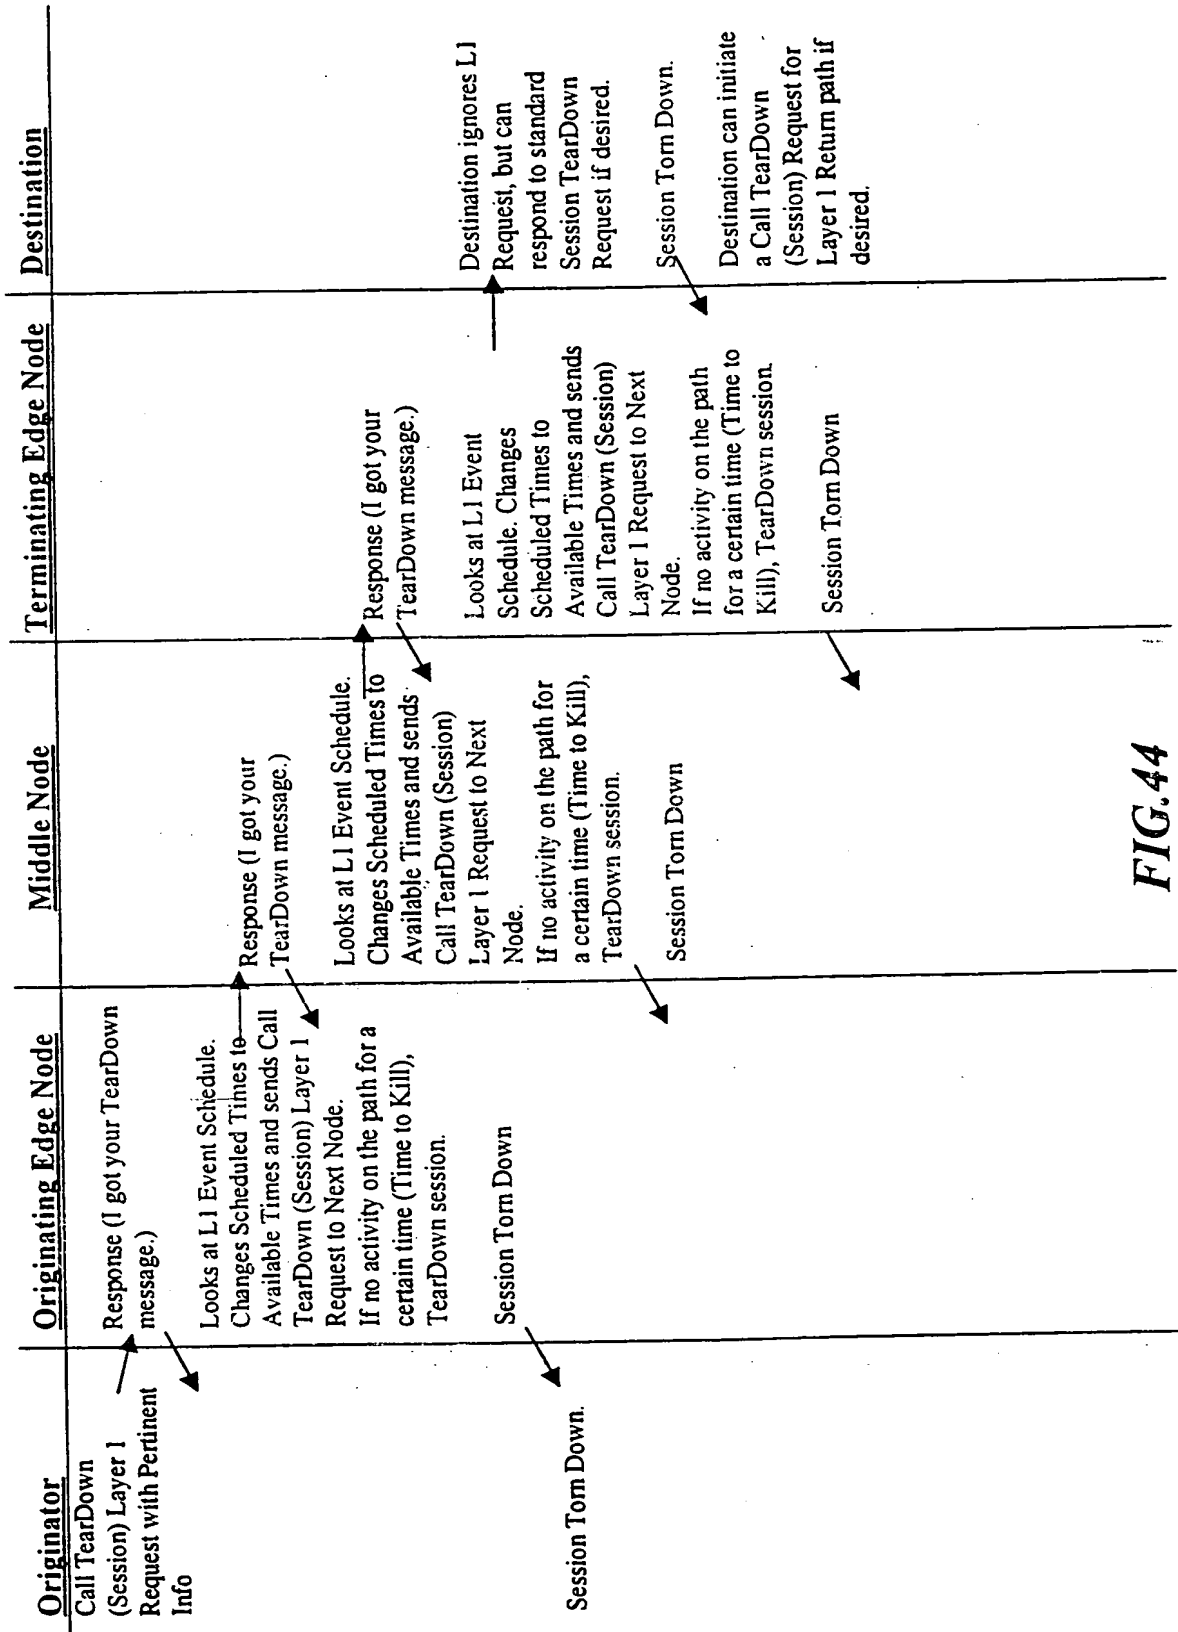 Originator
Call TearDown
(Session) Layer 1
Request with Pertinent
Info
Session Torn Down.
Originating Edge Node
Response (I got your TearDown
message.)
Looks at L1 Event Schedule.
Changes Scheduled Times to
Available Times and sends Call
TearDown (Session) Layer 1
Request to Next Node.
If no activity on the path for a
certain time (Time to Kill),
TearDown session.
Session Torn Down
Middle Node
Response (I got your
TearDown message.)
Looks at L1 Event Schedule.
Changes Scheduled Times to
Available Times and sends
Call TearDown (Session)
Layer 1 Request to Next
Node.
If no activity on the path for
a certain time (Time to Kill),
TearDown session.
Session Torn Down
Terminating Edge Node
Response (I got your
TearDown message.)
Looks at L1 Event
Schedule. Changes
Scheduled Times to
Available Times and sends
Call TearDown (Session)
Layer 1 Request to Next
Node.
If no activity on the path
for a certain time (Time to
Kill), TearDown session.
Session Torn Down
Destination
Destination ignores L1
Request, but can
respond to standard
Session TearDown
Request if desired.
Session Torn Down.
Destination can initiate
a Call TearDown
(Session) Request for
Layer 1 Return path if
desired.
FIG.44